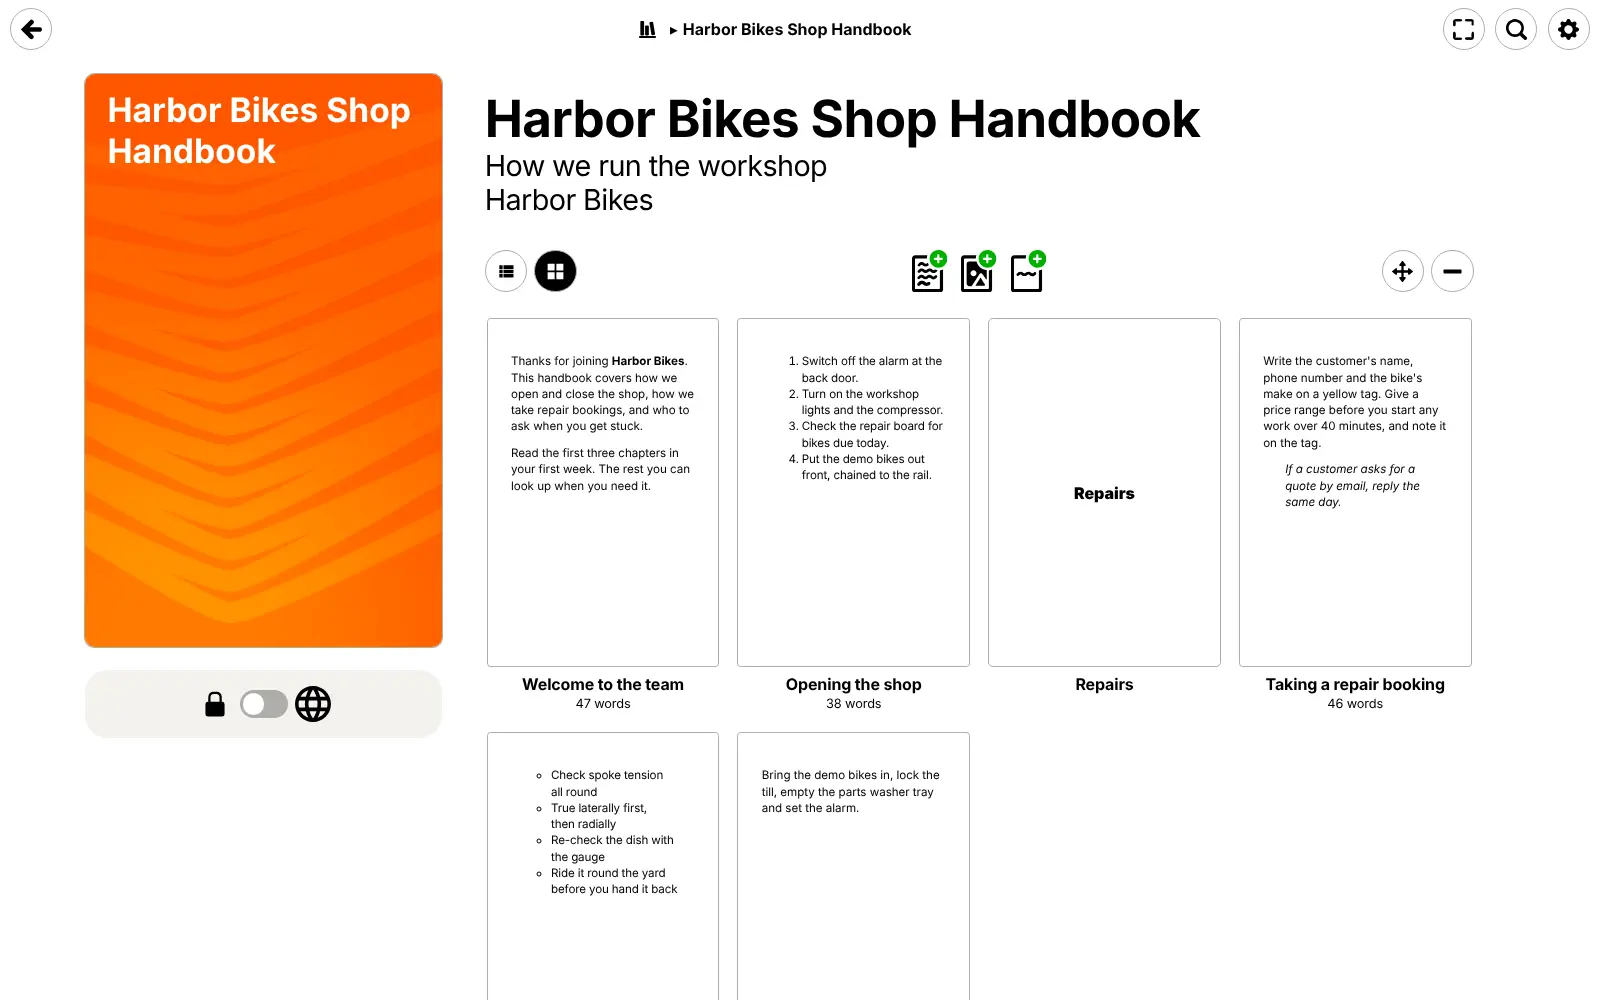 ▸ Harbor Bikes Shop Handbook
Harbor Bikes Shop
Handbook
Harbor Bikes Shop Handbook
How we run the workshop
Harbor Bikes
Thanks for joining Harbor Bikes.
This handbook covers how we
open and close the shop, how we
take repair bookings, and who to
ask when you get stuck.
Read the first three chapters in
your first week. The rest you can
look up when you need it.
Welcome to the team
47 words
1. Switch off the alarm at the
back door.
2. Turn on the workshop
lights and the compressor.
3. Check the repair board for
bikes due today.
4. Put the demo bikes out
front, chained to the rail.
Opening the shop
38 words
Repairs
Repairs
Write the customer's name,
phone number and the bike's
make on a yellow tag. Give a
price range before you start any
work over 40 minutes, and note it
on the tag.
If a customer asks for a
quote by email, reply the
same day.
Taking a repair booking
46 words
Check spoke tension
all round
True laterally first,
then radially
Re-check the dish with
the gauge
Ride it round the yard
before you hand it back
Bring the demo bikes in, lock the
till, empty the parts washer tray
and set the alarm.